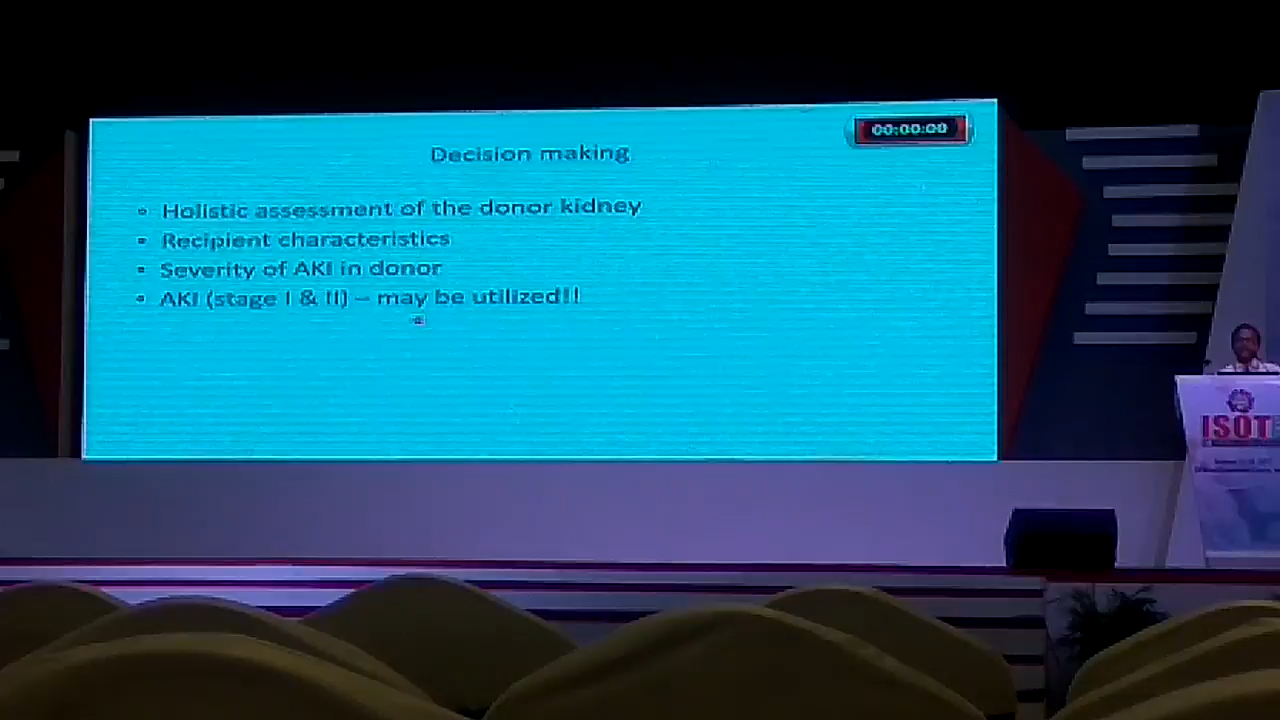 00:00:00
Decision making
• Holistic assessment of the donor kidney
• Recipient characteristics
• Severity of AKI in donor
• AKI (stage I & II) – may be utilized!!
ISOT